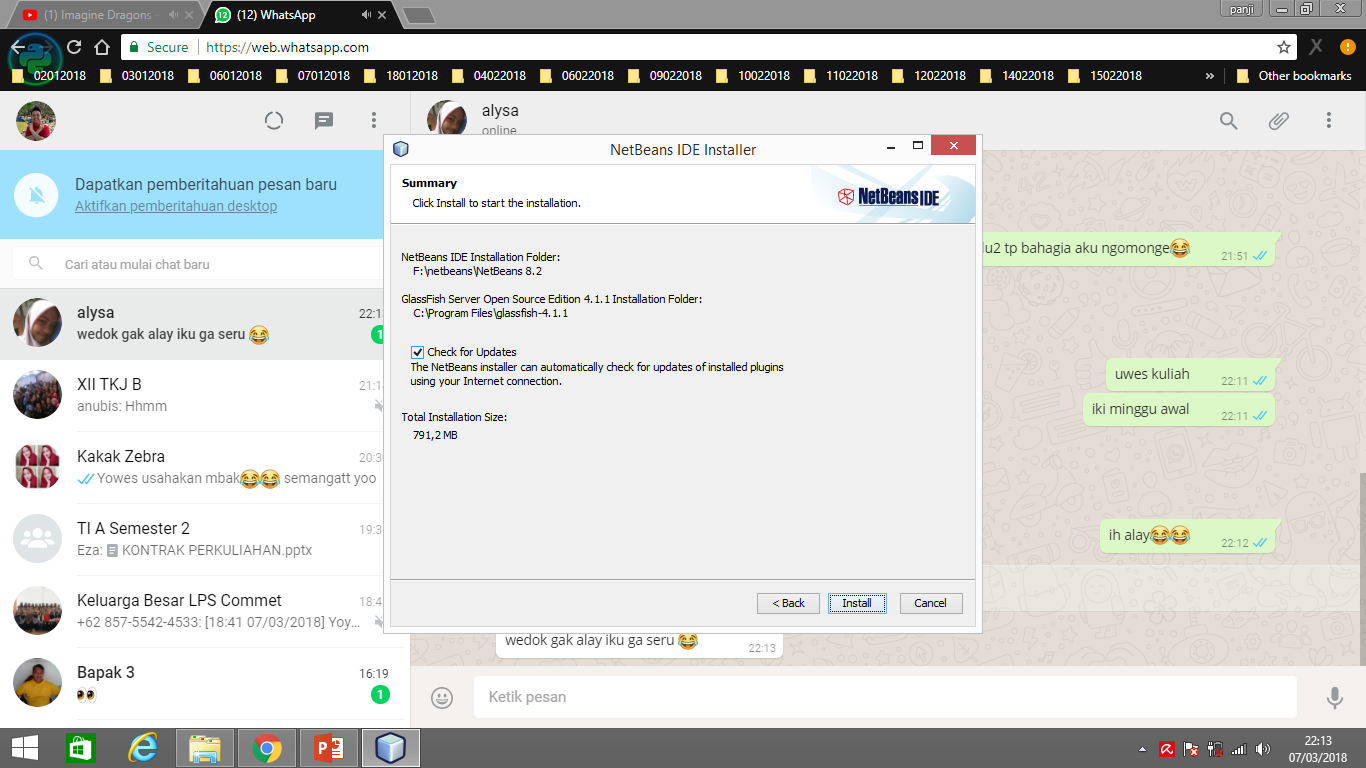 (1) Imagine Dragons -
(12) WhatsApp
panji
Secure
https://web.whatsapp.com
02012018
03012018
06012018
07012018
18012018
04022018
06022018
09022018
10022018
11022018
12022018
14022018
15022018
»
Other bookmarks
Dapatkan pemberitahuan pesan baru
Aktifkan pemberitahuan desktop
Cari atau mulai chat baru
alysa
wedok gak alay iku ga seru 😂
1
XII TKJ B
anubis: Hhmm
Kakak Zebra
Yowes usahakan mbak😂😂 semangatt yoo
TI A Semester 2
Eza: KONTRAK PERKULIAHAN.pptx
Keluarga Besar LPS Commet
+62 857-5542-4533: [18:41 07/03/2018] Yoy...
Bapak 3
16:19
👀
1
alysa
online
NetBeans IDE Installer
Summary
Click Install to start the installation.
NetBeans IDE
NetBeans IDE Installation Folder:
F:\netbeans\NetBeans 8.2
GlassFish Server Open Source Edition 4.1.1 Installation Folder:
C:\Program Files\glassfish-4.1.1
Check for Updates
The NetBeans installer can automatically check for updates of installed plugins
using your Internet connection.
Total Installation Size:
791,2 MB
< Back
Install
Cancel
tp bahagia aku ngomonge😂
21:51
uwes kuliah
22:11
iki minggu awal
22:11
ih alay😂😂
22:12
wedok gak alay iku ga seru 😂
22:13
Ketik pesan
22:13
07/03/2018